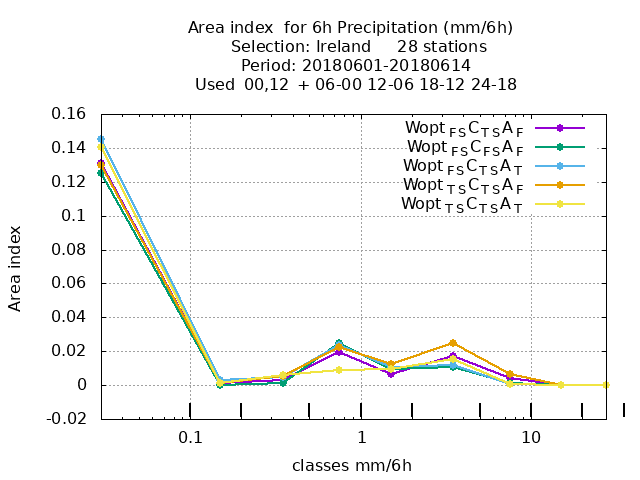 Area index  for 6h Precipitation (mm/6h)
Selection: Ireland     28 stations
Period: 20180601-20180614
Used  00,12  + 06-00 12-06 18-12 24-18
Wopt FS C TS A F
Wopt FS C FS A F
Wopt FS C TS A T
Wopt TS C TS A F
Wopt TS C TS A T
0.16
0.14
0.12
0.1
0.08
0.06
0.04
0.02
0
-0.02
Area index
0.1 1 10
classes mm/6h